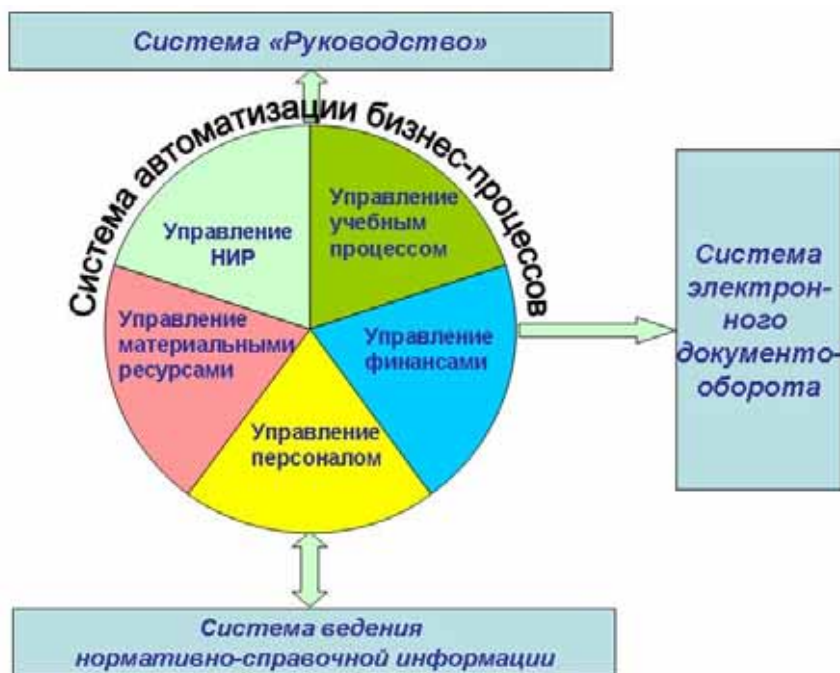 Система «Руководство»
Система автоматизации бизнес-процессов
Управление
НИР
Управление
учебным
процессом
Управление
материальными
ресурсами
Управление
финансами
Управление
персоналом
Система
электрон-
ного
документо-
оборота
Система ведения
нормативно-справочной информации